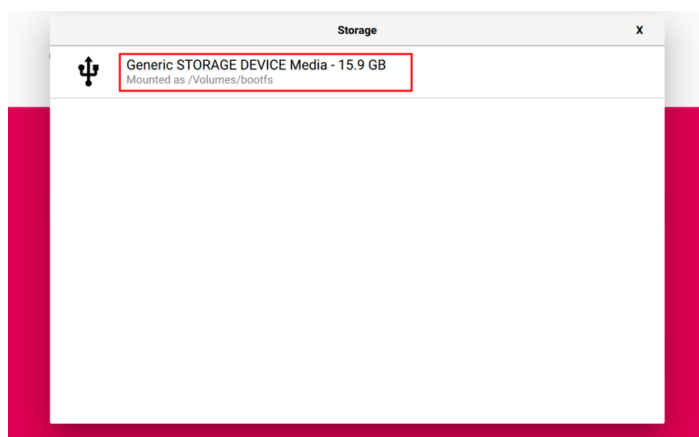 Storage
X
Generic STORAGE DEVICE Media - 15.9 GB
Mounted as /Volumes/bootfs